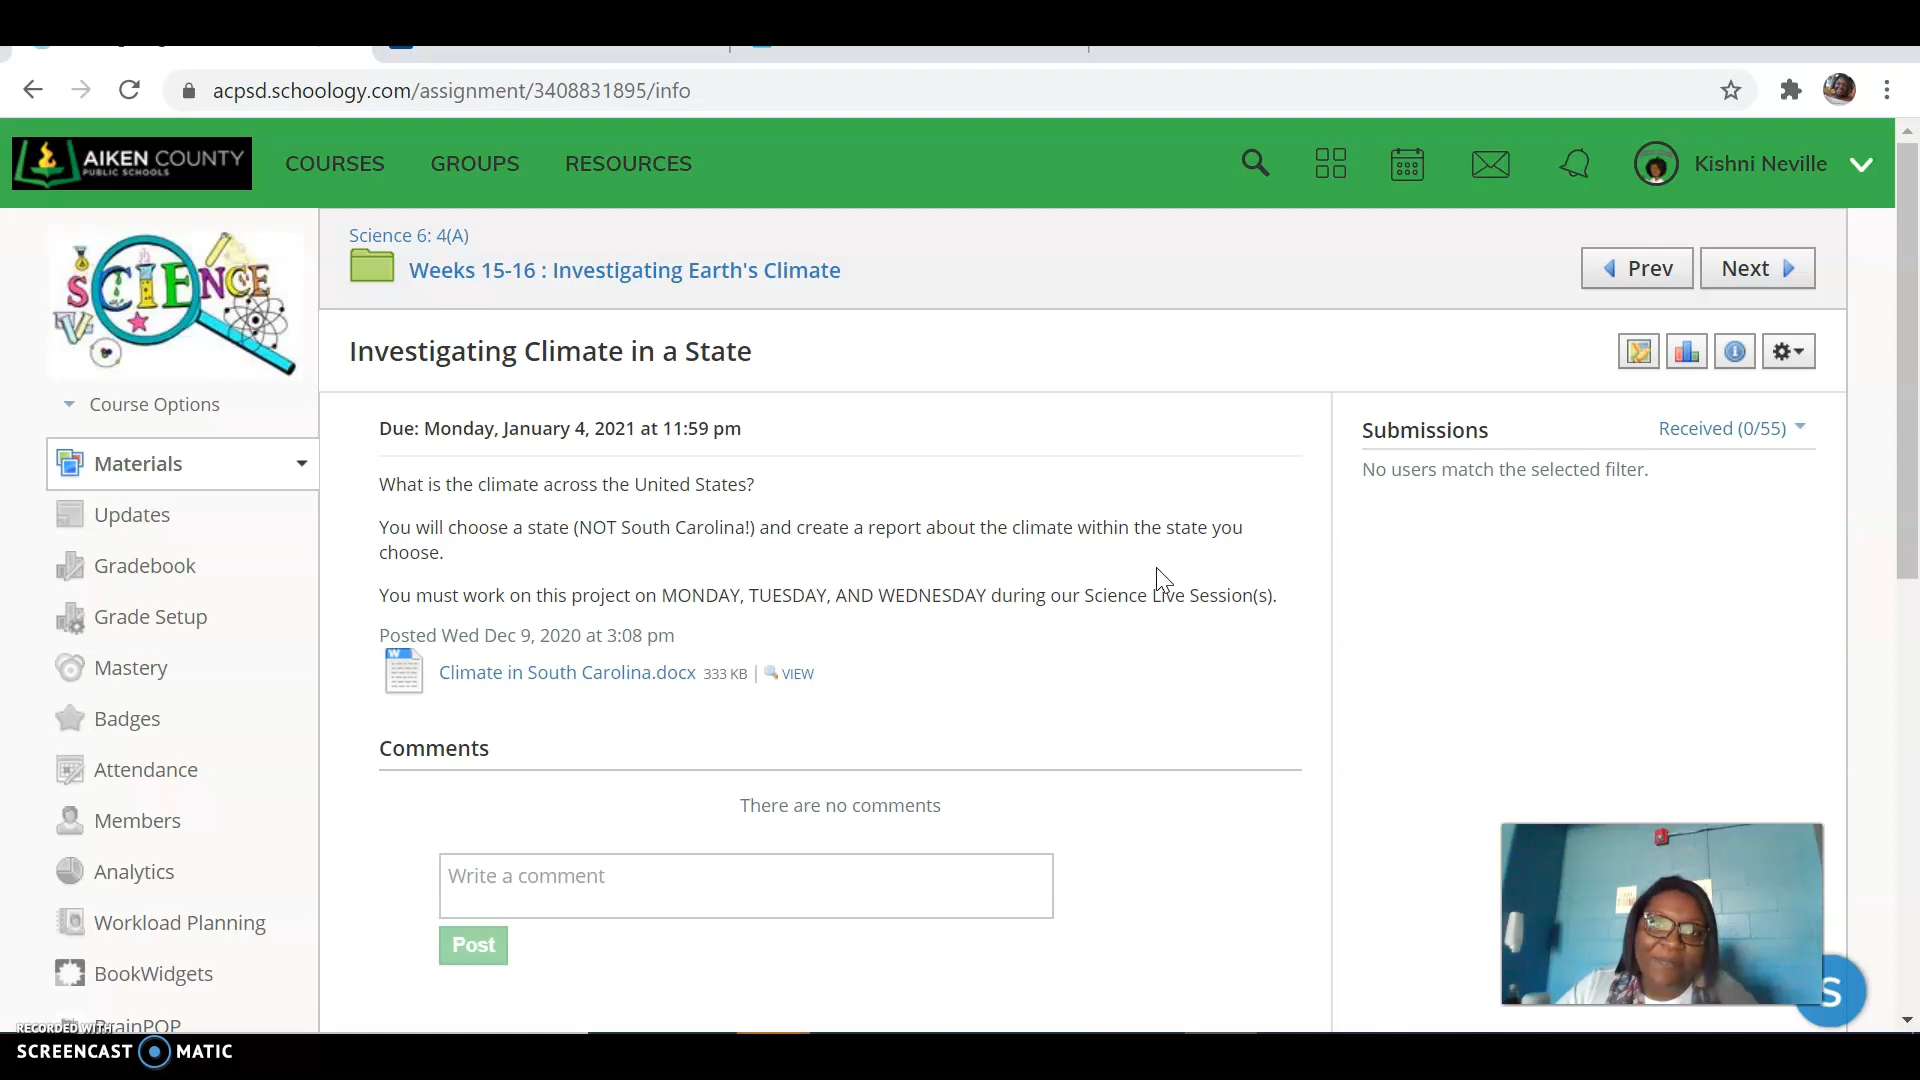 acpsd.schoology.com/assignment/3408831895/info
AIKEN COUNTY
PUBLIC SCHOOLS
COURSES
GROUPS
RESOURCES
Kishni Neville
SCIENCE
Science 6: 4(A)
Weeks 15-16 : Investigating Earth's Climate
Prev
Next
Investigating Climate in a State
Course Options
Materials
Updates
Gradebook
Grade Setup
Mastery
Badges
Attendance
Members
Analytics
Workload Planning
BookWidgets
BrainPOP
Due: Monday, January 4, 2021 at 11:59 pm
What is the climate across the United States?
You will choose a state (NOT South Carolina!) and create a report about the climate within the state you
choose.
You must work on this project on MONDAY, TUESDAY, AND WEDNESDAY during our Science Live Session(s).
Posted Wed Dec 9, 2020 at 3:08 pm
Climate in South Carolina.docx 333 KB | VIEW
Comments
There are no comments
Write a comment
Post
Submissions
Received (0/55)
No users match the selected filter.
S
RECORDED WITH
SCREENCAST MATIC